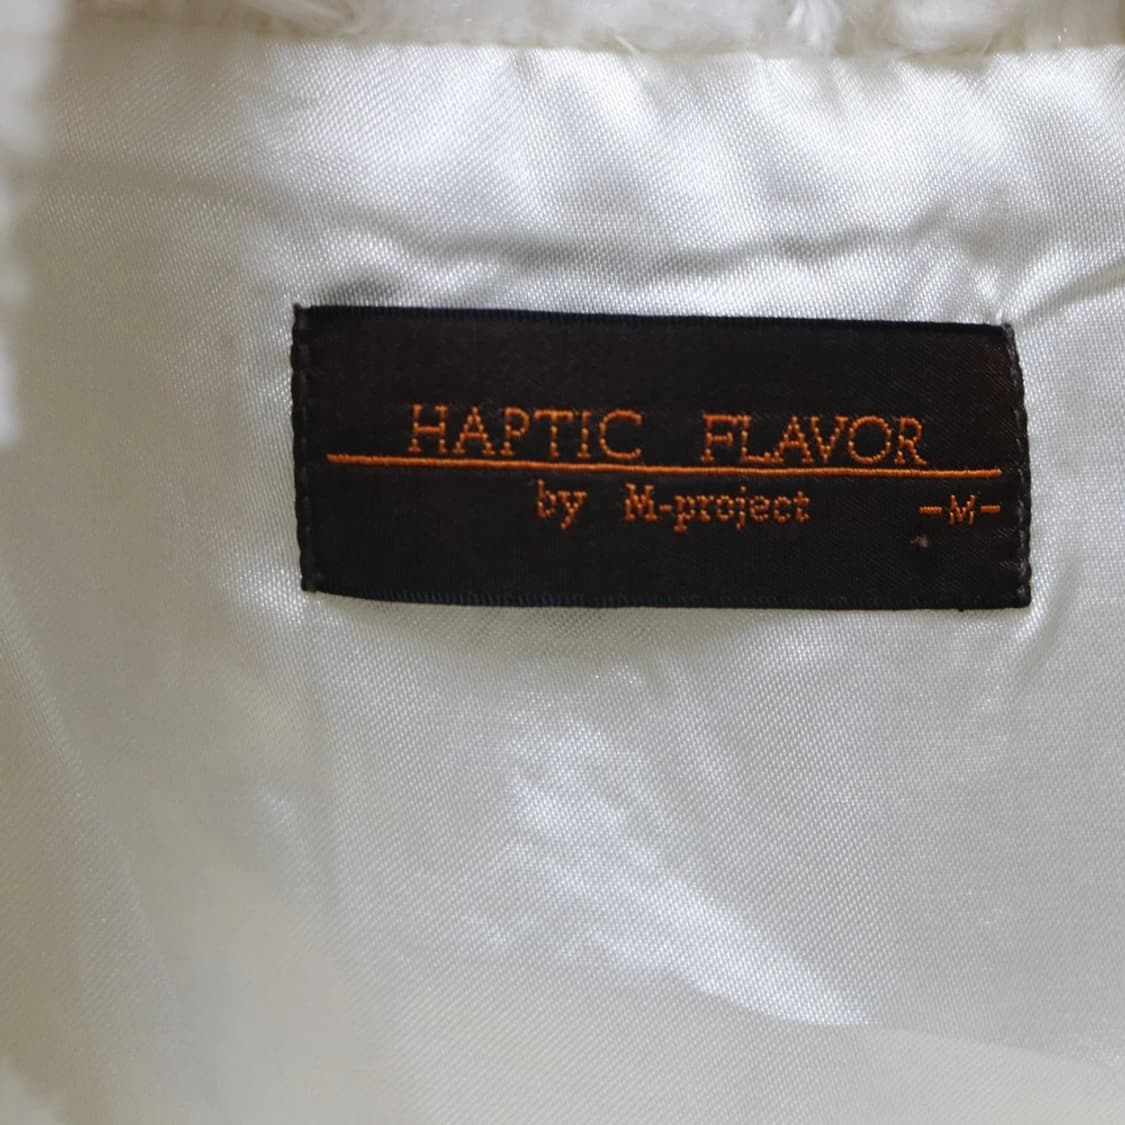 HAPTIC FLAVOR
by M-project -M-